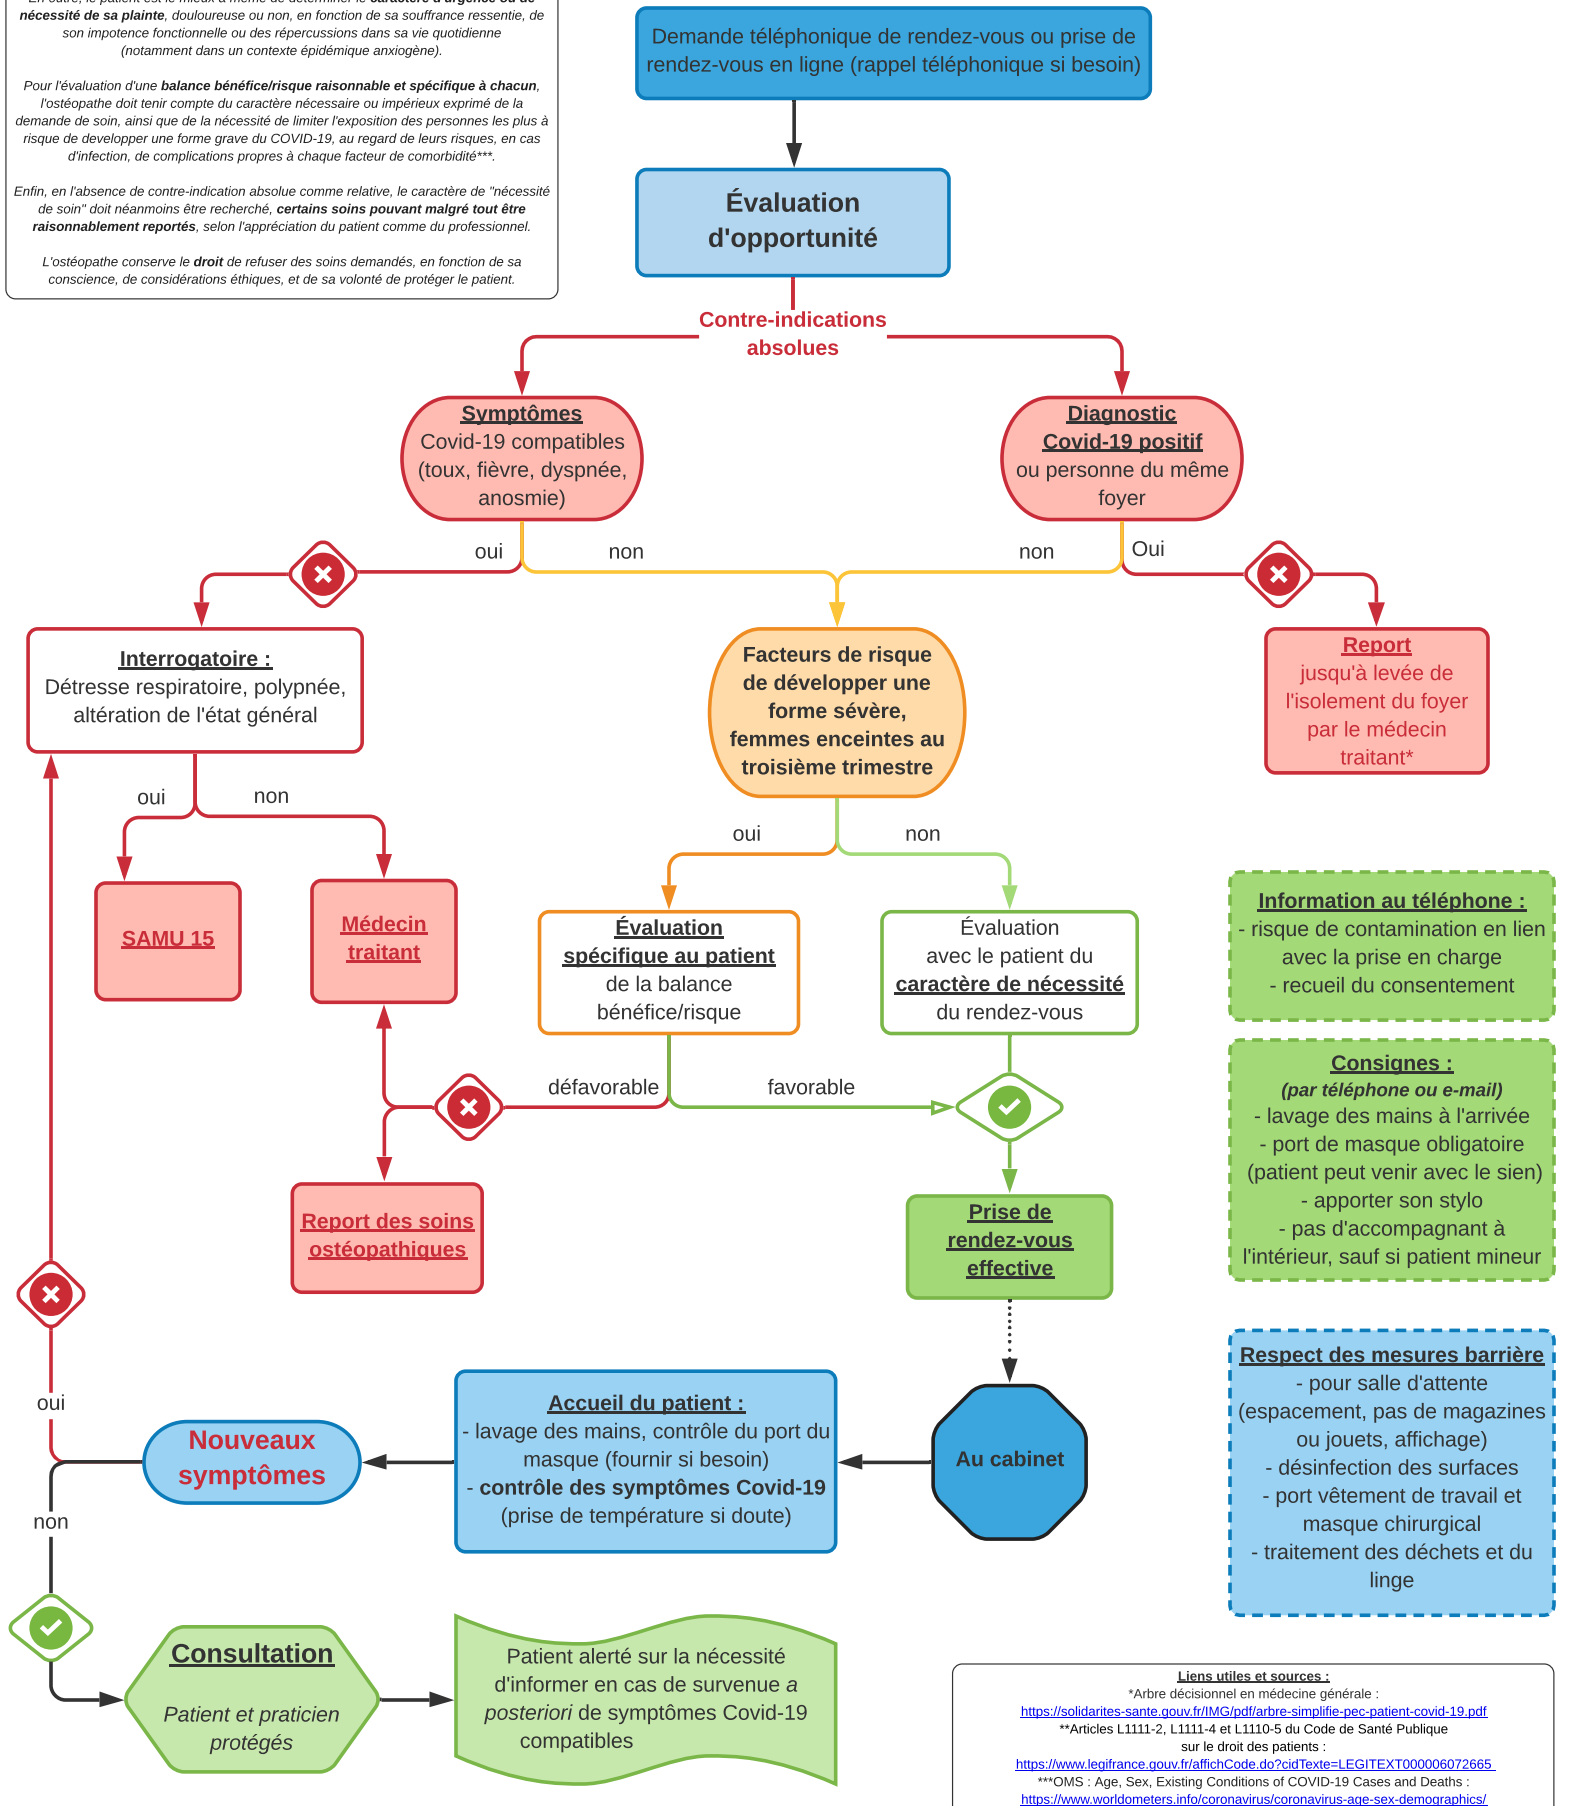 En outre, le patient est le mieux à même de déterminer le caractère d'urgence ou de
nécessité de sa plainte, douloureuse ou non, en fonction de sa souffrance ressentie, de
son impotence fonctionnelle ou des répercussions dans sa vie quotidienne
(notamment dans un contexte épidémique anxiogène).
Pour l'évaluation d'une balance bénéfice/risque raisonnable et spécifique à chacun,
l'ostéopathe doit tenir compte du caractère nécessaire ou impérieux exprimé de la
demande de soin, ainsi que de la nécessité de limiter l'exposition des personnes les plus à
risque de developper une forme grave du COVID-19, au regard de leurs risques, en cas
d'infection, de complications propres à chaque facteur de comorbidité***.
Enfin, en l'absence de contre-indication absolue comme relative, le caractère de "nécessité
de soin" doit néanmoins être recherché, certains soins pouvant malgré tout être
raisonnablement reportés, selon l'appréciation du patient comme du professionnel.
L'ostéopathe conserve le droit de refuser des soins demandés, en fonction de sa
conscience, de considérations éthiques, et de sa volonté de protéger le patient.
Demande téléphonique de rendez-vous ou prise de
rendez-vous en ligne (rappel téléphonique si besoin)
Évaluation
d'opportunité
Contre-indications
absolues
Symptômes
Covid-19 compatibles
(toux, fièvre, dyspnée,
anosmie)
Diagnostic
Covid-19 positif
ou personne du même
foyer
oui
non
non
Oui
Interrogatoire :
Détresse respiratoire, polypnée,
altération de l'état général
Facteurs de risque
de développer une
forme sévère,
femmes enceintes au
troisième trimestre
Report
jusqu'à levée de
l'isolement du foyer
par le médecin
traitant*
oui
non
oui
non
SAMU 15
Médecin
traitant
Évaluation
spécifique au patient
de la balance
bénéfice/risque
Évaluation
avec le patient du
caractère de nécessité
du rendez-vous
Information au téléphone :
- risque de contamination en lien
avec la prise en charge
- recueil du consentement
défavorable
favorable
Consignes :
(par téléphone ou e-mail)
- lavage des mains à l'arrivée
- port de masque obligatoire
(patient peut venir avec le sien)
- apporter son stylo
- pas d'accompagnant à
l'intérieur, sauf si patient mineur
Report des soins
ostéopathiques
Prise de
rendez-vous
effective
Respect des mesures barrière
- pour salle d'attente
(espacement, pas de magazines
ou jouets, affichage)
- désinfection des surfaces
- port vêtement de travail et
masque chirurgical
- traitement des déchets et du
linge
Au cabinet
Accueil du patient :
- lavage des mains, contrôle du port du
masque (fournir si besoin)
- contrôle des symptômes Covid-19
(prise de température si doute)
Nouveaux
symptômes
oui
non
Consultation
Patient et praticien
protégés
Patient alerté sur la nécessité
d'informer en cas de survenue a
posteriori de symptômes Covid-19
compatibles
Liens utiles et sources :
*Arbre décisionnel en médecine générale :
https://solidarites-sante.gouv.fr/IMG/pdf/arbre-simplifie-pec-patient-covid-19.pdf
**Articles L1111-2, L1111-4 et L1110-5 du Code de Santé Publique
sur le droit des patients :
https://www.legifrance.gouv.fr/affichCode.do?cidTexte=LEGITEXT000006072665
***OMS : Age, Sex, Existing Conditions of COVID-19 Cases and Deaths :
https://www.worldometers.info/coronavirus/coronavirus-age-sex-demographics/